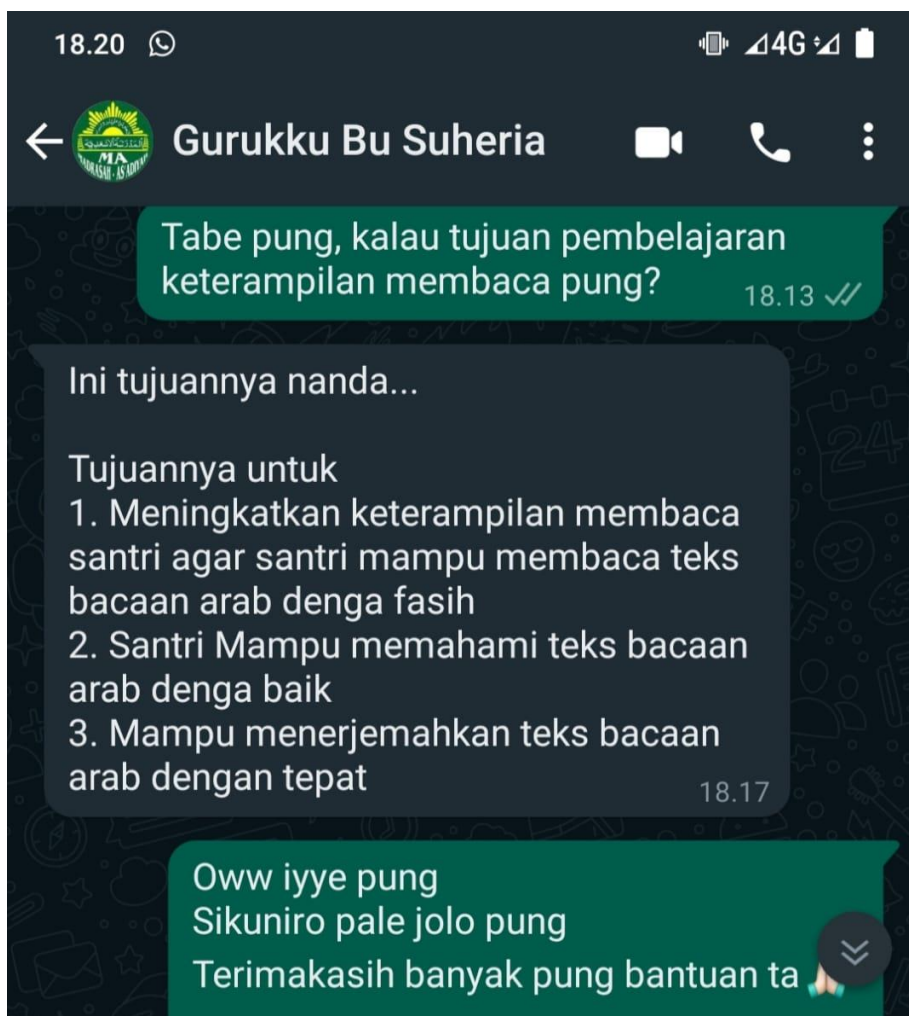 18.20
4G
Gurukku Bu Suheria
MA
Tabe pung, kalau tujuan pembelajaran
keterampilan membaca pung?
18.13
Ini tujuannya nanda...
Tujuannya untuk
1. Meningkatkan keterampilan membaca
santri agar santri mampu membaca teks
bacaan arab denga fasih
2. Santri Mampu memahami teks bacaan
arab denga baik
3. Mampu menerjemahkan teks bacaan
arab dengan tepat
18.17
Oww iyye pung
Sikuniro pale jolo pung
Terimakasih banyak pung bantuan ta 🙏🏻